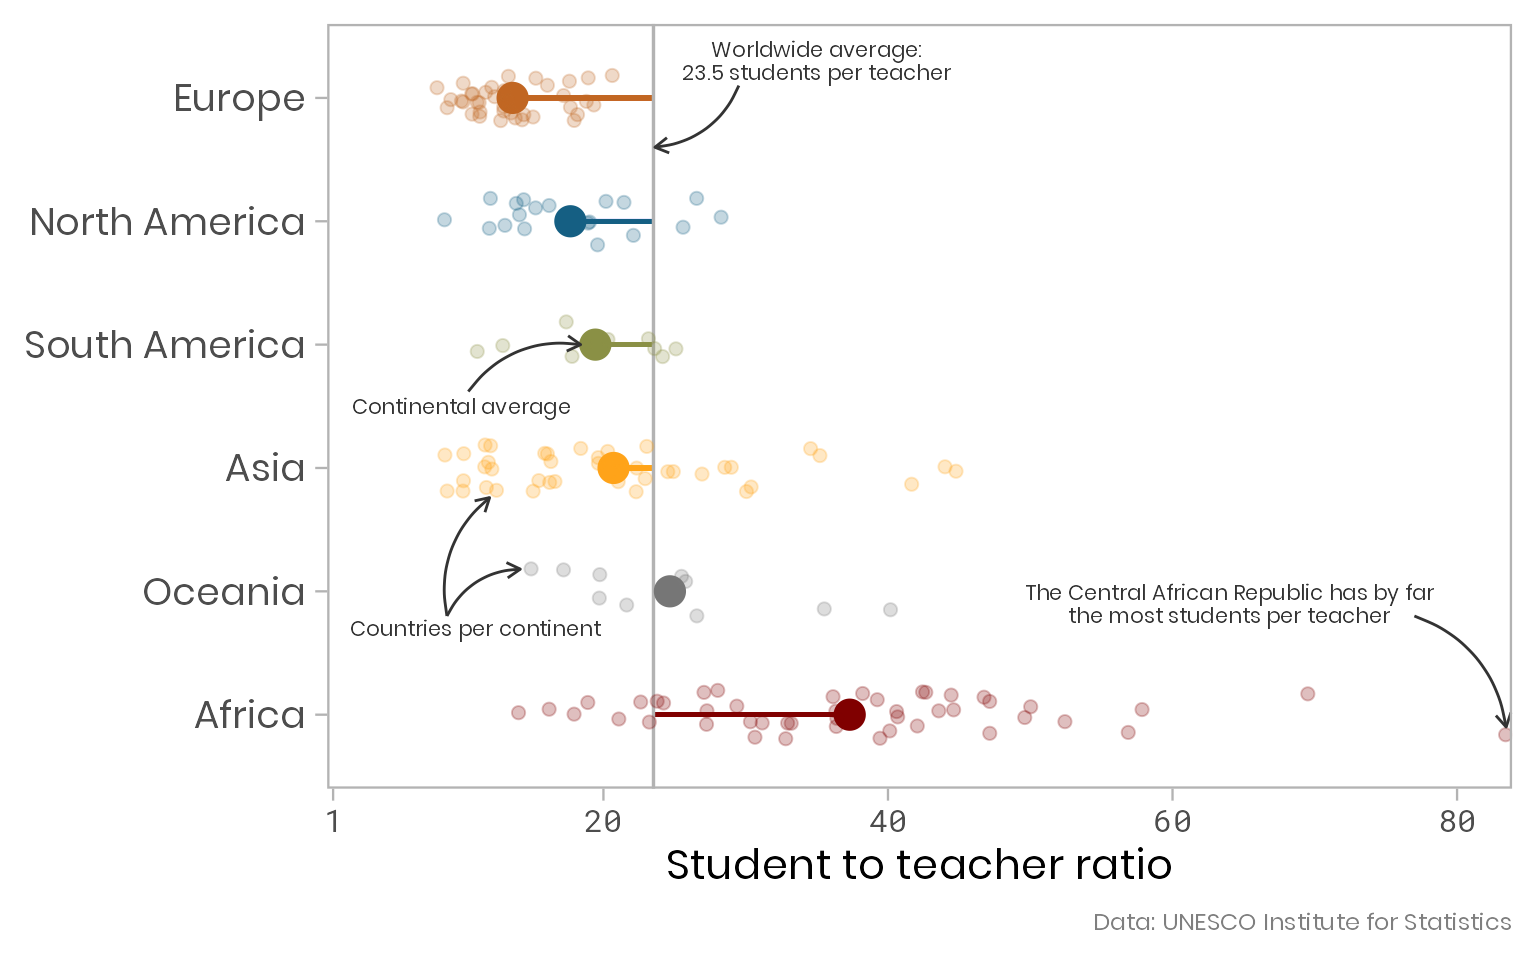 Worldwide average:
23.5 students per teacher
Europe
North America
South America
Continental average
Asia
Oceania
Countries per continent
The Central African Republic has by far
the most students per teacher
Africa
1 20 40 60 80
Student to teacher ratio
Data: UNESCO Institute for Statistics